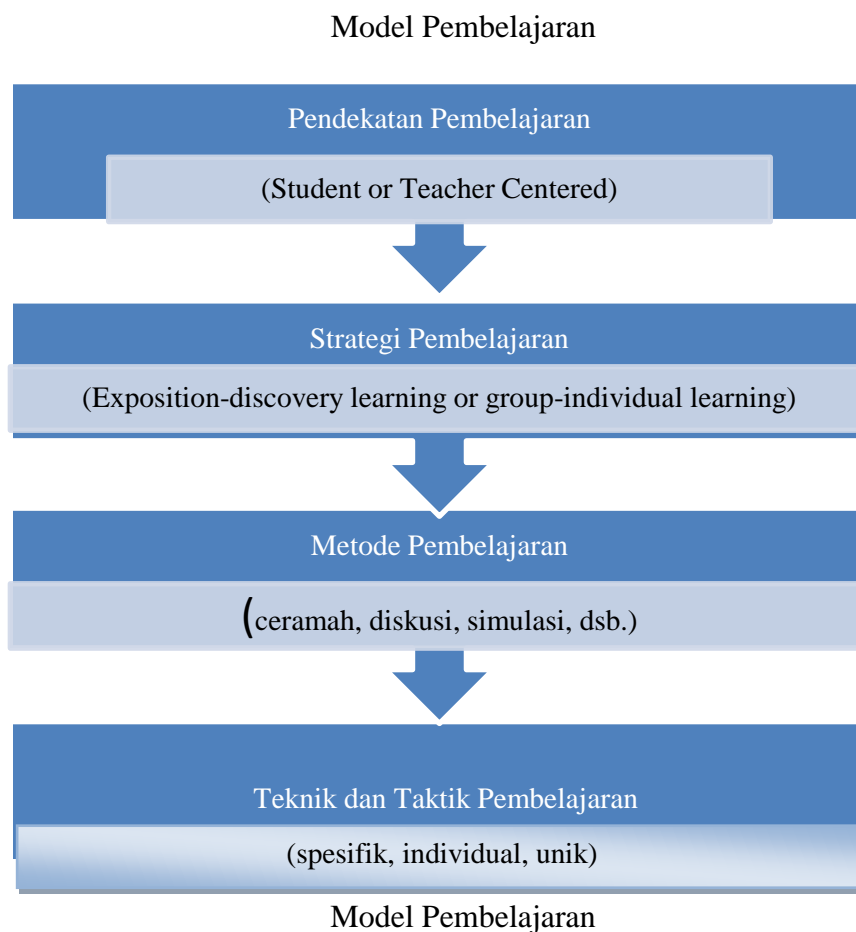 Model Pembelajaran
Pendekatan Pembelajaran
(Student or Teacher Centered)
Strategi Pembelajaran
(Exposition-discovery learning or group-individual learning)
Metode Pembelajaran
(ceramah, diskusi, simulasi, dsb.)
Teknik dan Taktik Pembelajaran
(spesifik, individual, unik)
Model Pembelajaran